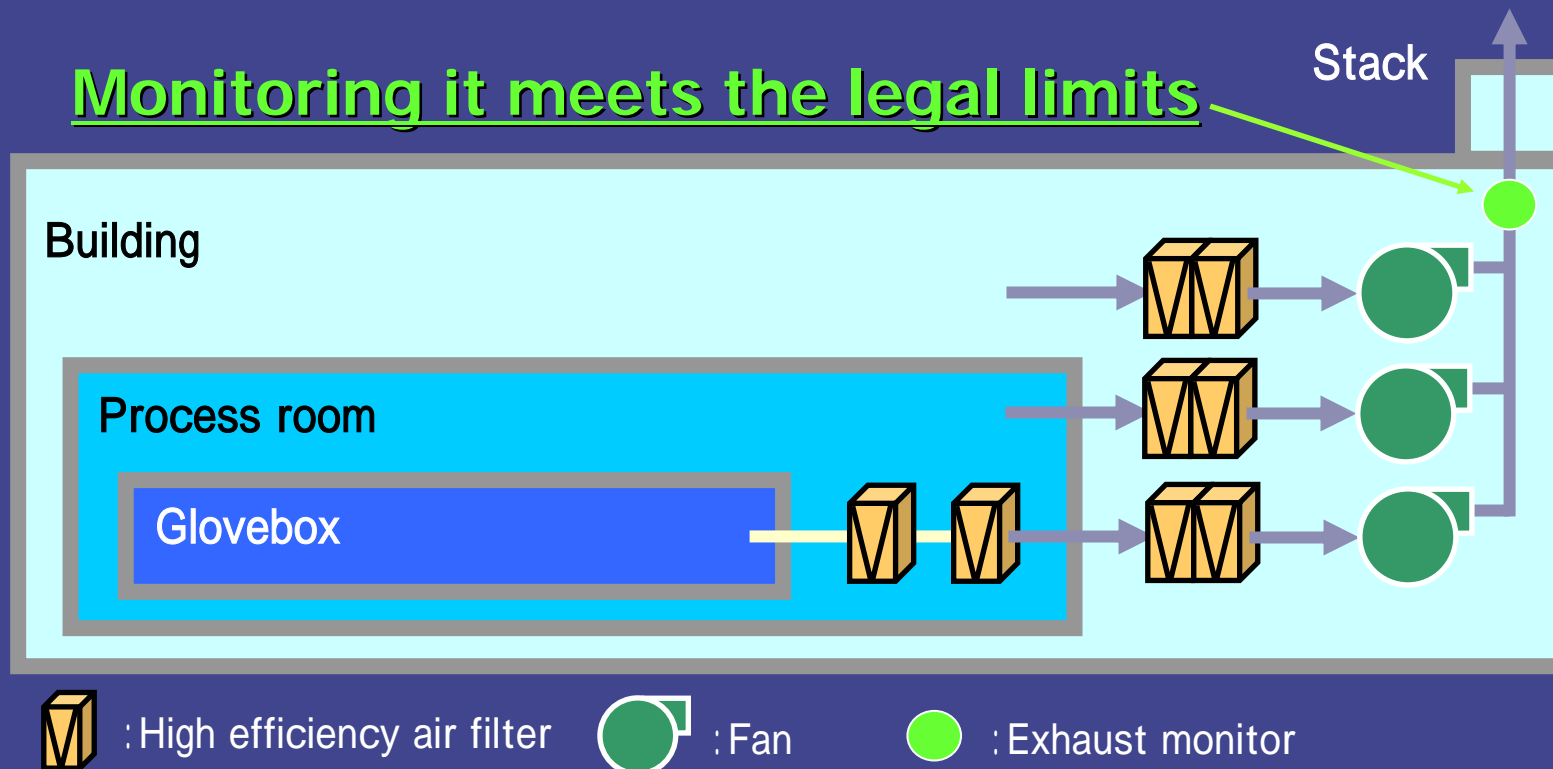 Stack
Monitoring it meets the legal limits
Building
Process room
Glovebox
:High efficiency air filter
:Fan
:Exhaust monitor